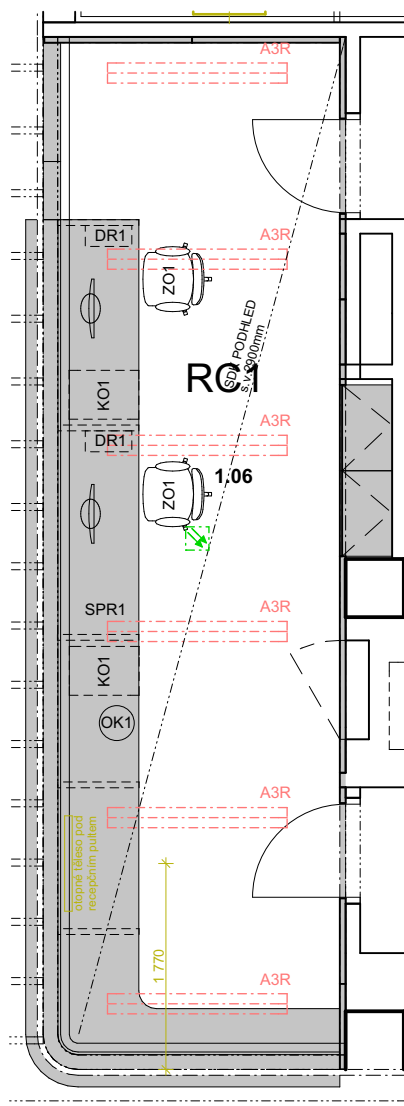 A3R
DR1
A3R
ZO1
SDK PODHLED
s.v.2900mm
RC1
KO1
DR1
A3R
1.06
ZO1
SPR1
A3R
KO1
OK1
A3R
otopné těleso pod
recepčním pultem
1 770
A3R